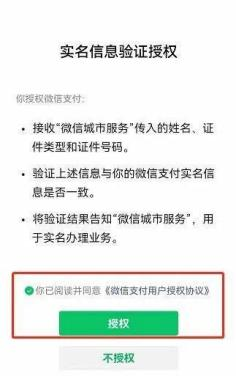 实名信息验证授权
你授权微信支付:
• 接收“微信城市服务”传入的姓名、证
件类型和证件号码。
• 验证上述信息与你的微信支付实名信
息是否一致。
• 将验证结果告知“微信城市服务”,用
于实名办理业务。
你已阅读并同意《微信支付用户授权协议》
授权
不授权